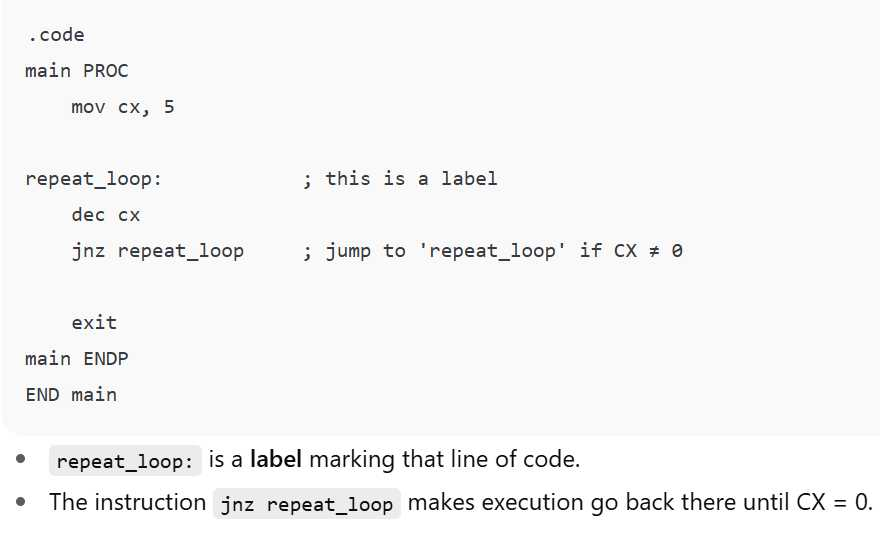 .code
main PROC
    mov cx, 5
repeat_loop:            ; this is a label
    dec cx
    jnz repeat_loop     ; jump to 'repeat_loop' if CX ≠ 0
    exit
main ENDP
END main
• repeat_loop: is a label marking that line of code.
• The instruction jnz repeat_loop makes execution go back there until CX = 0.